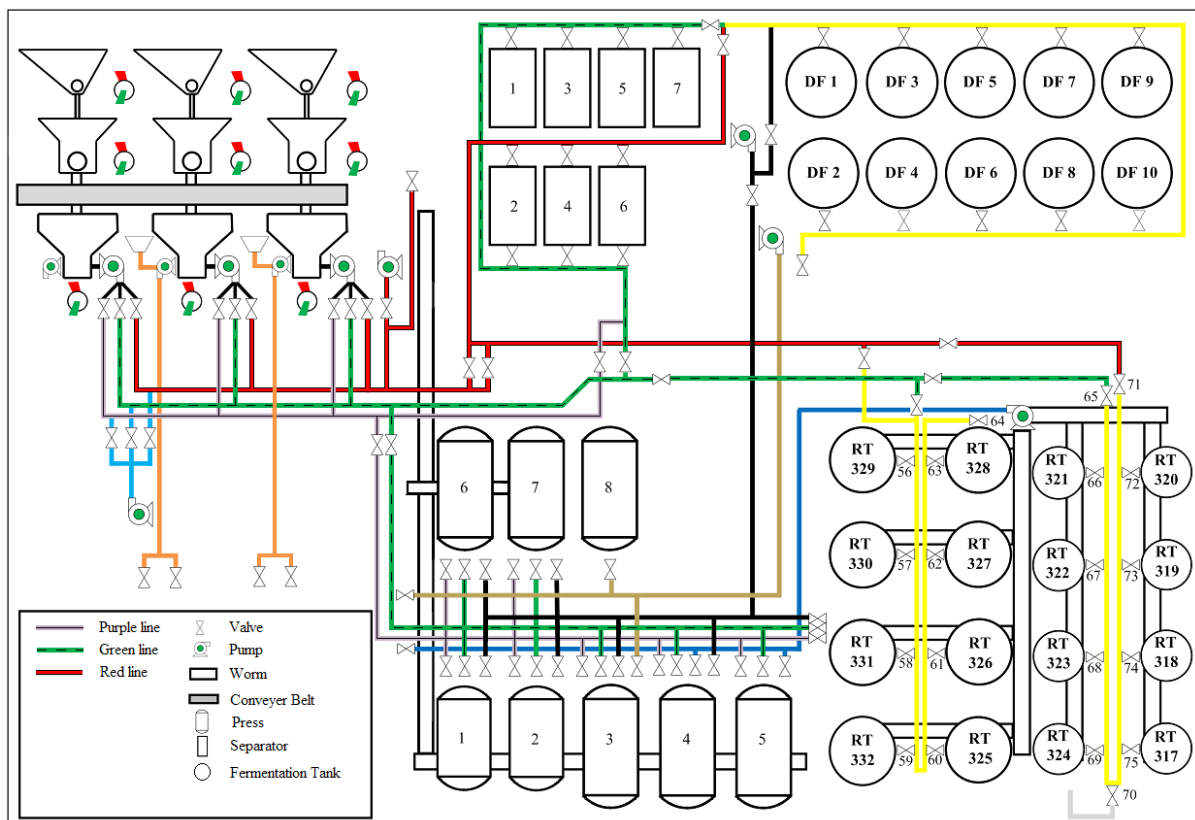 1 3 5 7
DF 1 DF 3 DF 5 DF 7 DF 9
2 4 6
DF 2 DF 4 DF 6 DF 8 DF 10
71
65
64
6 7 8
RT
329
56
63
RT
328
RT
321
66
72
RT
320
RT
330
57
62
RT
327
RT
322
67
73
RT
319
RT
331
58
61
RT
326
RT
323
68
74
RT
318
RT
332
59
60
RT
325
RT
324
69
75
RT
317
70
1 2 3 4 5
Purple line
Green line
Red line
Valve
Pump
Worm
Conveyer Belt
Press
Separator
Fermentation Tank